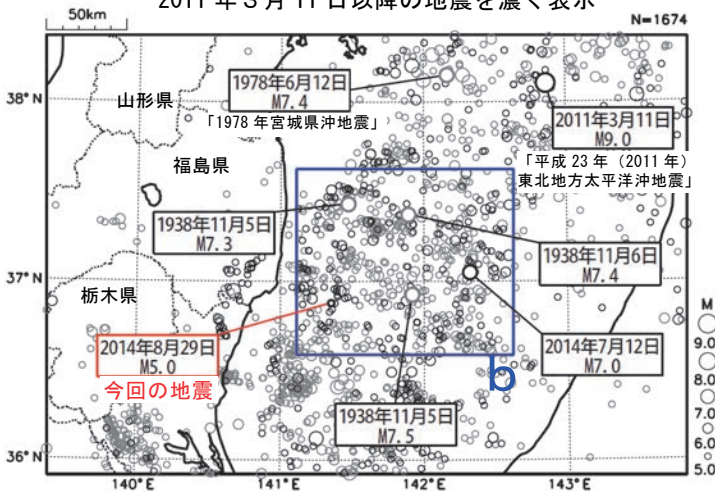 2011年3月11日以降の地震を濃く表示
50km
N=1674
38°N
山形県
1978年6月12日
M7.4
「1978年宮城県沖地震」
2011年3月11日
M9.0
「平成23年（2011年）
東北地方太平洋沖地震」
福島県
1938年11月5日
M7.3
1938年11月6日
M7.4
37°N
栃木県
2014年8月29日
M5.0
今回の地震
2014年7月12日
M7.0
b
1938年11月5日
M7.5
M
9.0
8.0
7.0
6.0
5.0
36°N
140°E
141°E
142°E
143°E